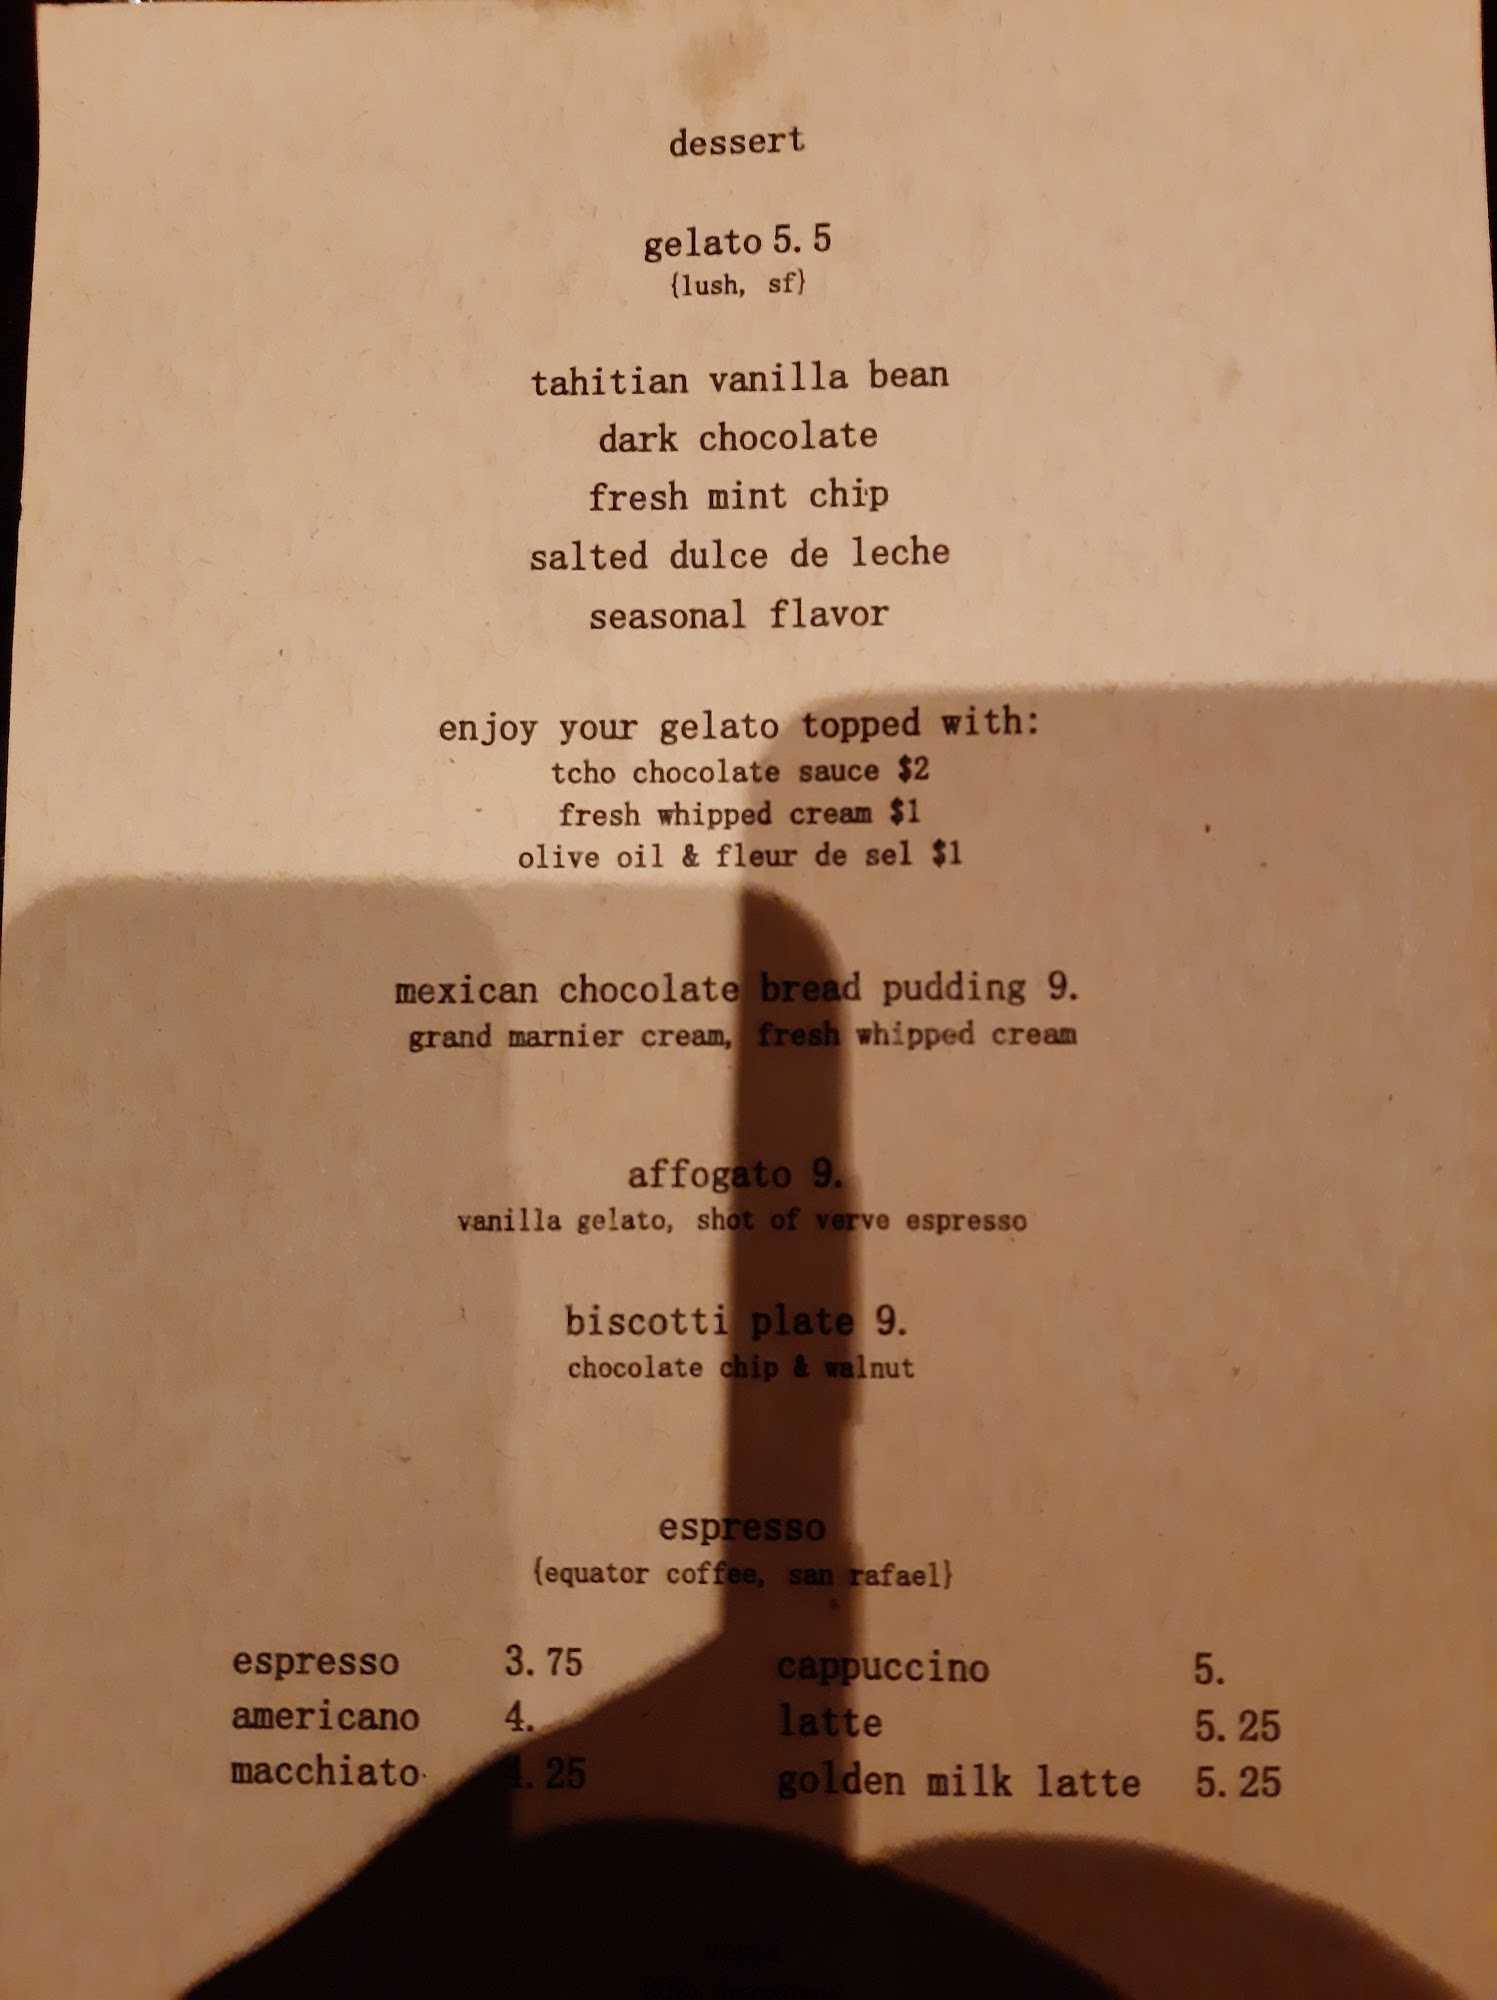 dessert
gelato 5.5
{lush, sf}
tahitian vanilla bean
dark chocolate
fresh mint chip
salted dulce de leche
seasonal flavor
enjoy your gelato topped with:
tcho chocolate sauce $2
fresh whipped cream $1
olive oil & fleur de sel $1
mexican chocolate bread pudding 9.
grand marnier cream, fresh whipped cream
affogato 9.
vanilla gelato, shot of verve espresso
biscotti plate 9.
chocolate chip & walnut
espresso
{equator coffee, san rafael}
espresso 3.75 cappuccino 5.
americano 4. latte 5.25
macchiato 4.25 golden milk latte 5.25